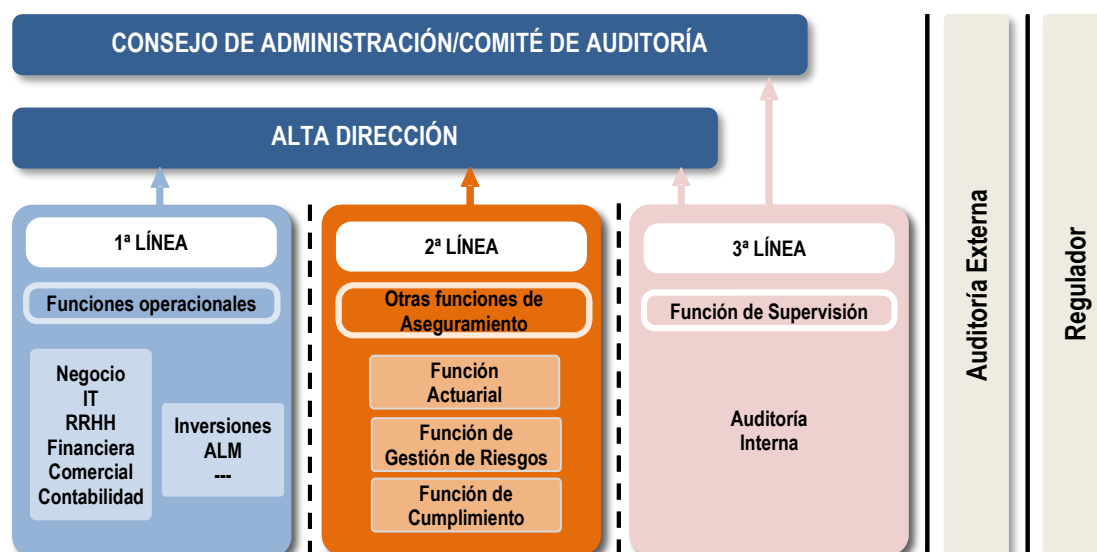 CONSEJO DE ADMINISTRACIÓN/COMITÉ DE AUDITORÍA
ALTA DIRECCIÓN
1ª LÍNEA
Funciones operacionales
Negocio
IT
RRHH
Financiera
Comercial
Contabilidad
Inversiones
ALM
---
2ª LÍNEA
Otras funciones de
Aseguramiento
Función
Actuarial
Función de
Gestión de Riesgos
Función de
Cumplimiento
3ª LÍNEA
Función de Supervisión
Auditoría
Interna
Auditoría Externa
Regulador